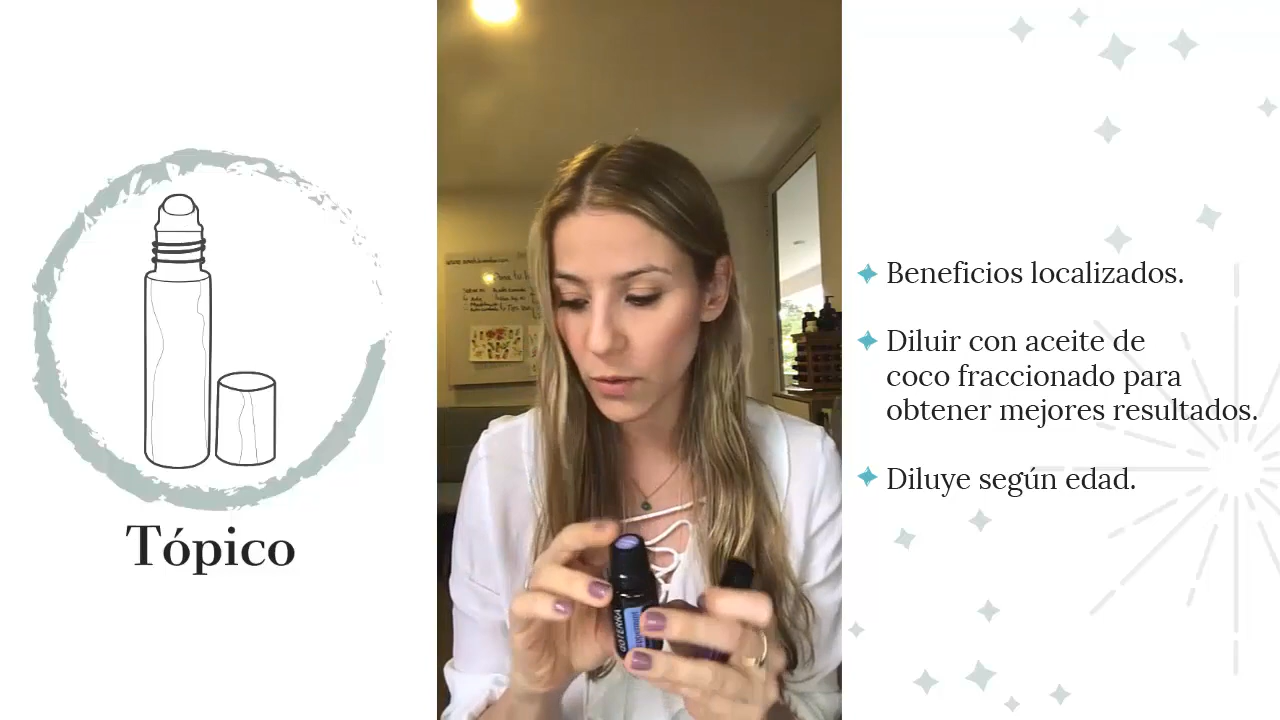 Tópico
Beneficios localizados.
Diluir con aceite de
coco fraccionado para
obtener mejores resultados.
Diluye según edad.
dōTERRA